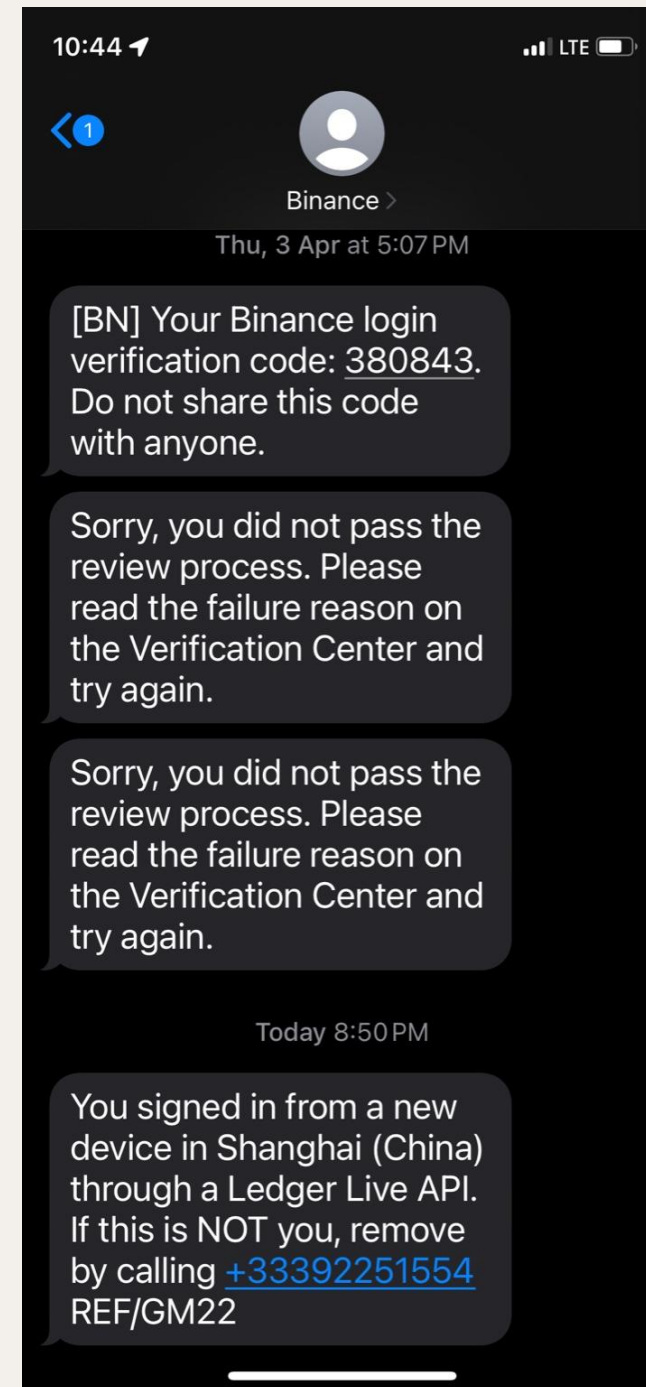 10:44
LTE
1
Binance
Thu, 3 Apr at 5:07 PM
[BN] Your Binance login
verification code: 380843.
Do not share this code
with anyone.
Sorry, you did not pass the
review process. Please
read the failure reason on
the Verification Center and
try again.
Sorry, you did not pass the
review process. Please
read the failure reason on
the Verification Center and
try again.
Today 8:50 PM
You signed in from a new
device in Shanghai (China)
through a Ledger Live API.
If this is NOT you, remove
by calling +33392251554
REF/GM22